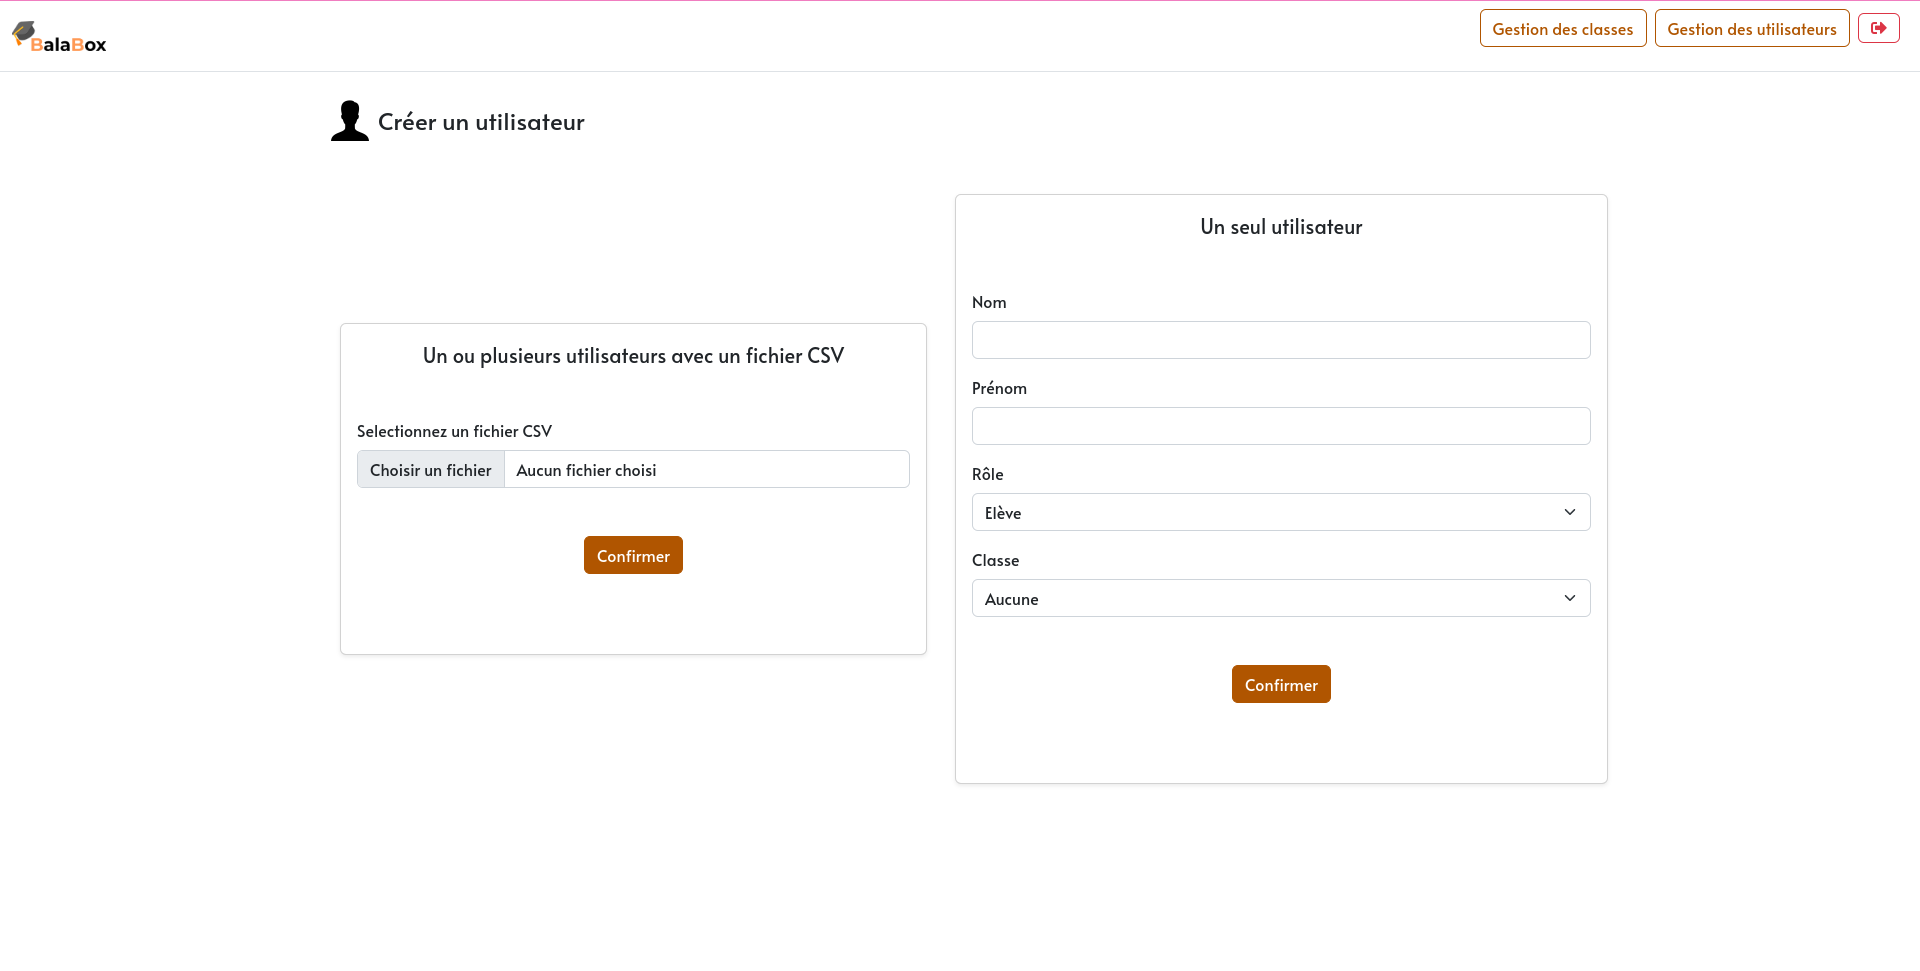 BalaBox
Gestion des classes
Gestion des utilisateurs
Créer un utilisateur
Un ou plusieurs utilisateurs avec un fichier CSV
Selectionnez un fichier CSV
Choisir un fichier
Aucun fichier choisi
Confirmer
Un seul utilisateur
Nom
Prénom
Rôle
Elève
Classe
Aucune
Confirmer